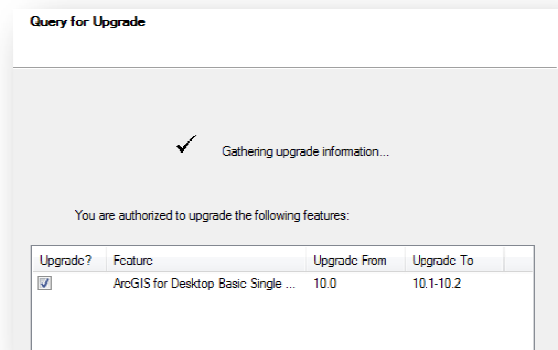 Query for Upgrade
Gathering upgrade information...
You are authorized to upgrade the following features:
Upgrade? Feature Upgrade From Upgrade To
ArcGIS for Desktop Basic Single ... 10.0 10.1-10.2